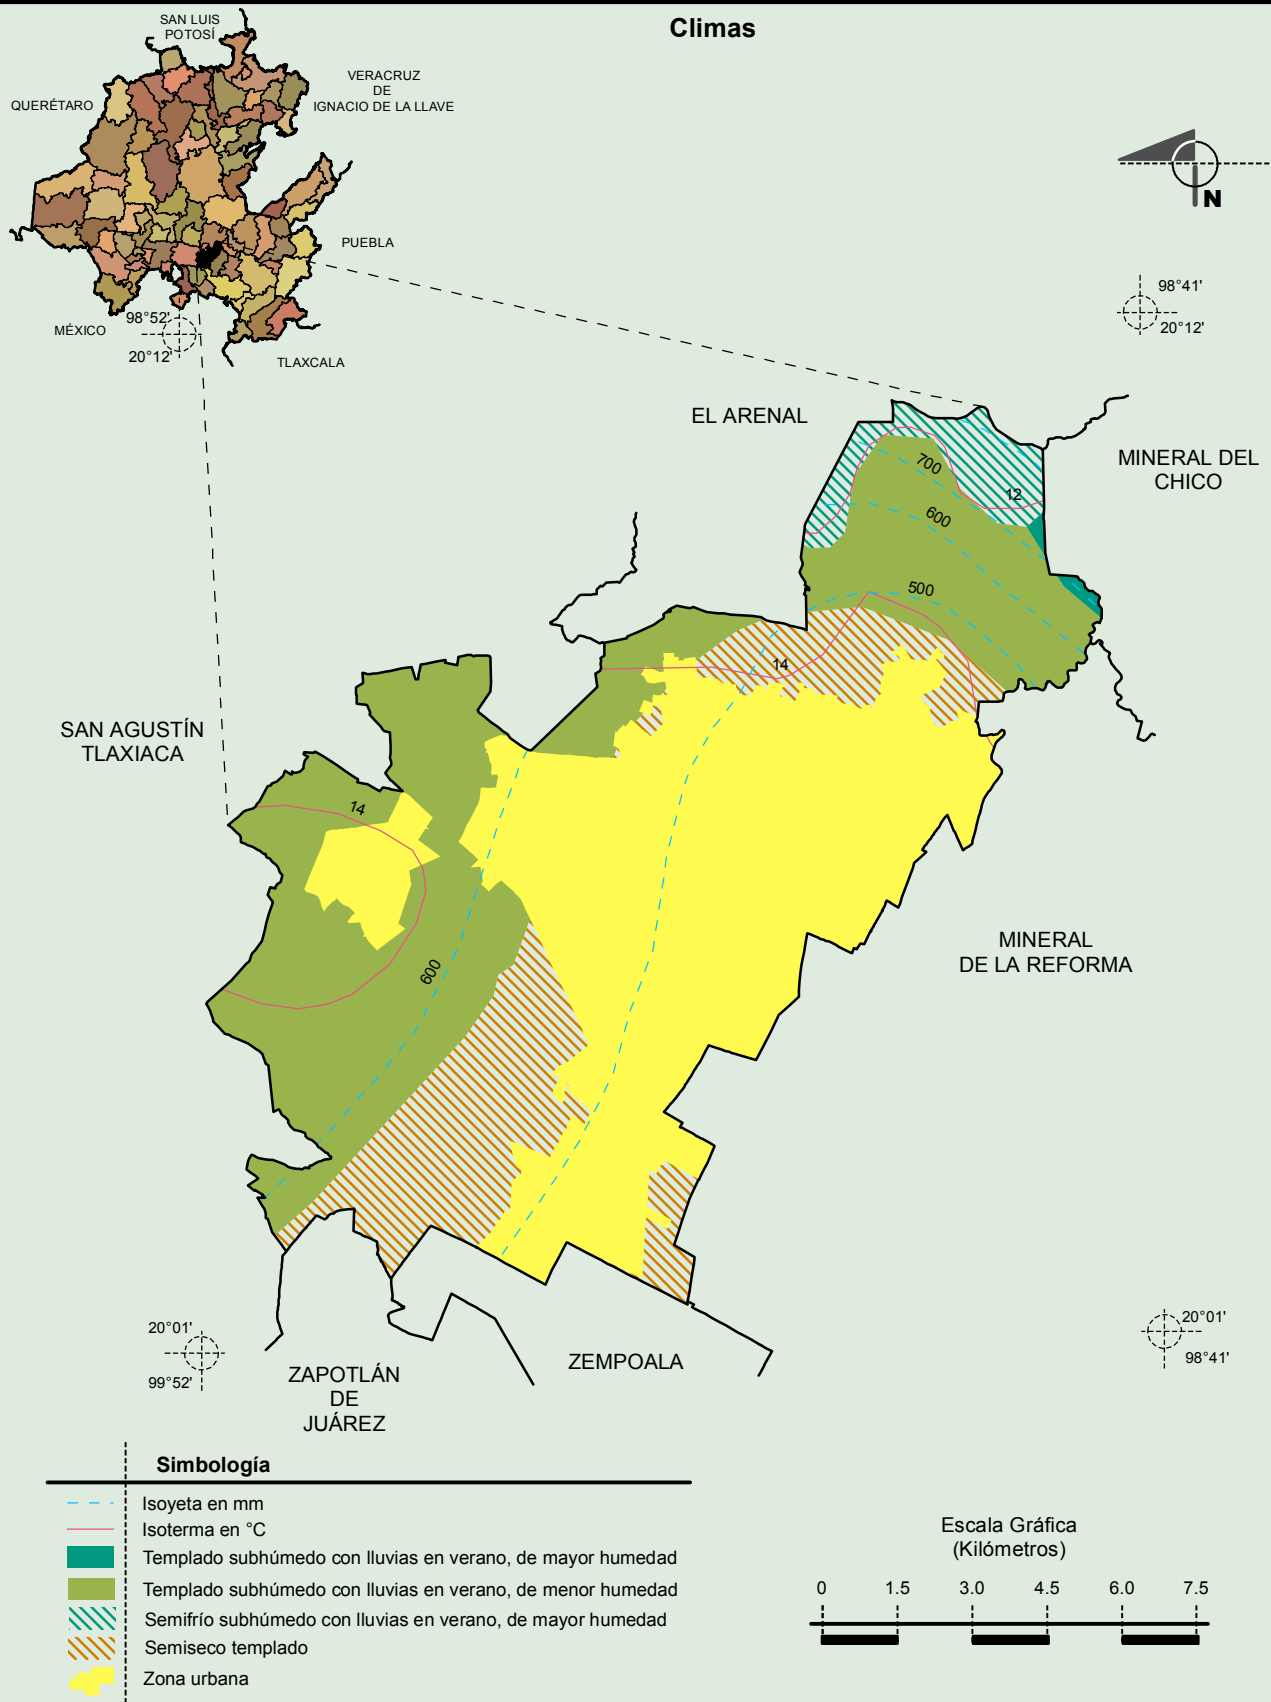 Climas
SAN LUIS
POTOSÍ
VERACRUZ
DE
IGNACIO DE LA LLAVE
QUERÉTARO
PUEBLA
MÉXICO
TLAXCALA
98°52'
20°12'
N
98°41'
20°12'
EL ARENAL
MINERAL DEL
CHICO
700
12
600
500
14
SAN AGUSTÍN
TLAXIACA
14
600
MINERAL
DE LA REFORMA
20°01'
99°52'
20°01'
98°41'
ZAPOTLÁN
DE
JUÁREZ
ZEMPOALA
Simbología
Isoyeta en mm
Isoterma en °C
Templado subhúmedo con lluvias en verano, de mayor humedad
Templado subhúmedo con lluvias en verano, de menor humedad
Semifrío subhúmedo con lluvias en verano, de mayor humedad
Semiseco templado
Zona urbana
Escala Gráfica
(Kilómetros)
0 1.5 3.0 4.5 6.0 7.5